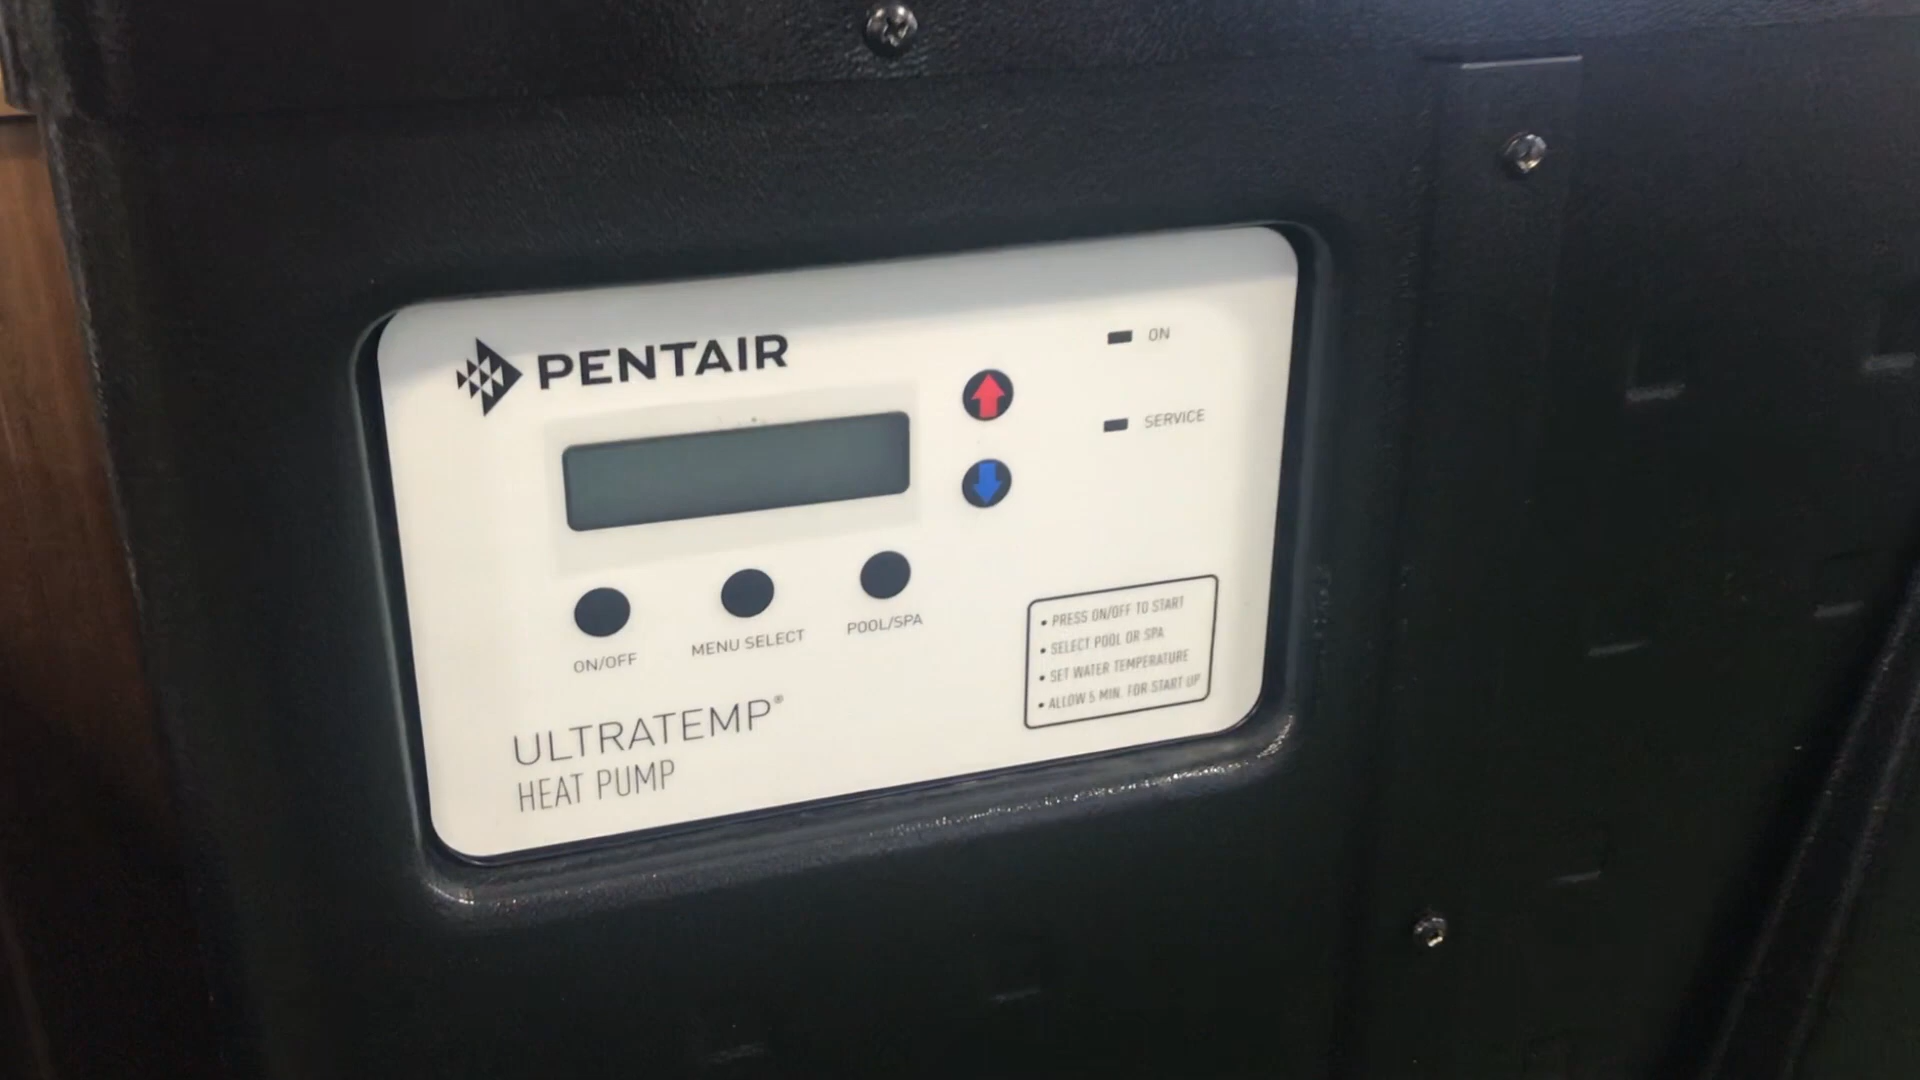 PENTAIR
ON
SERVICE
ON/OFF
MENU SELECT
POOL/SPA
• PRESS ON/OFF TO START
• SELECT POOL OR SPA
• SET WATER TEMPERATURE
• ALLOW 5 MIN. FOR START UP
ULTRATEMP®
HEAT PUMP